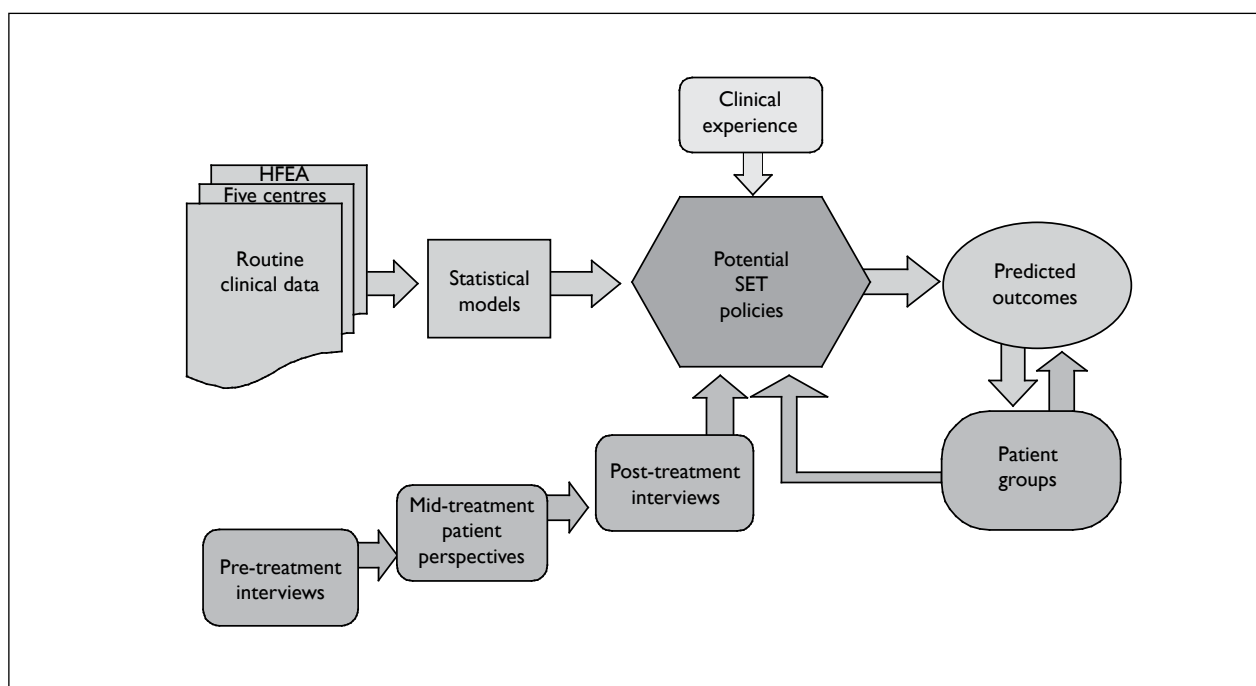 Clinical
experience
HFEA
Five centres
Routine
clinical data
Statistical
models
Potential
SET
policies
Predicted
outcomes
Patient
groups
Post-treatment
interviews
Mid-treatment
patient
perspectives
Pre-treatment
interviews